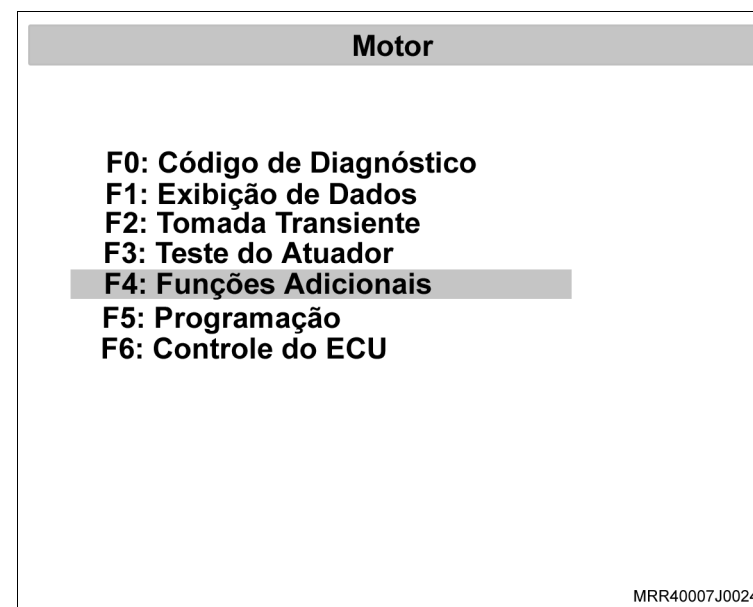 Motor
F0: Código de Diagnóstico
F1: Exibição de Dados
F2: Tomada Transiente
F3: Teste do Atuador
F4: Funções Adicionais
F5: Programação
F6: Controle do ECU
MRR40007J0024